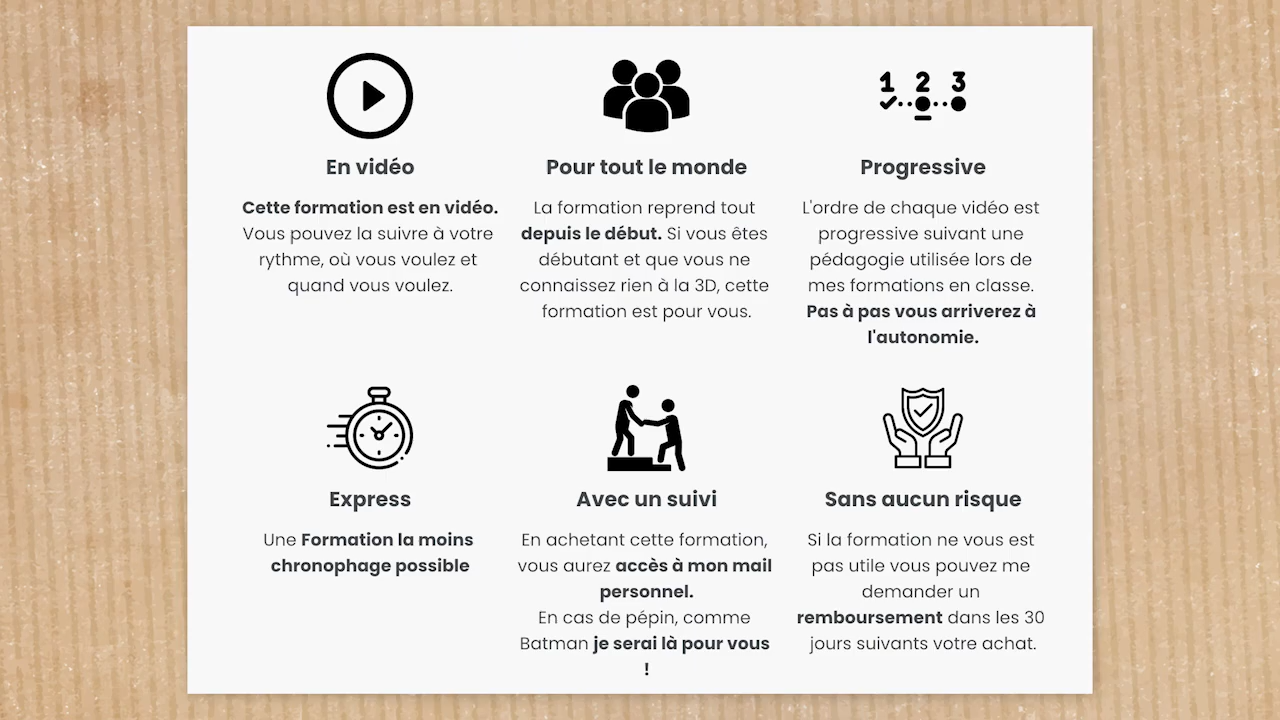 1 2 3
En vidéo
Cette formation est en vidéo.
Vous pouvez la suivre à votre
rythme, où vous voulez et
quand vous voulez.
Pour tout le monde
La formation reprend tout
depuis le début. Si vous êtes
débutant et que vous ne
connaissez rien à la 3D, cette
formation est pour vous.
Progressive
L'ordre de chaque vidéo est
progressive suivant une
pédagogie utilisée lors de
mes formations en classe.
Pas à pas vous arriverez à
l'autonomie.
Express
Une Formation la moins
chronophage possible
Avec un suivi
En achetant cette formation,
vous aurez accès à mon mail
personnel.
En cas de pépin, comme
Batman je serai là pour vous
!
Sans aucun risque
Si la formation ne vous est
pas utile vous pouvez me
demander un
remboursement dans les 30
jours suivants votre achat.